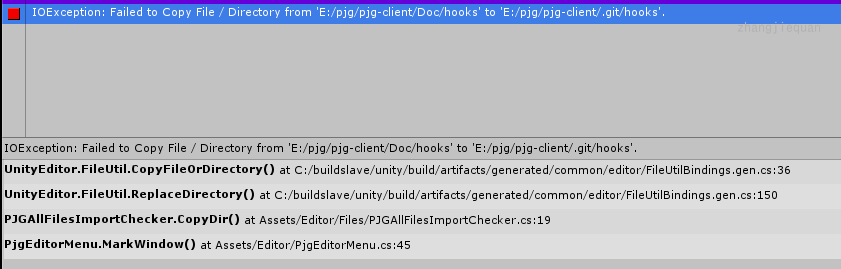 IOException: Failed to Copy File / Directory from 'E:/pjg/pjg-client/Doc/hooks' to 'E:/pjg/pjg-client/.git/hooks'.
zhangjiequan
IOException: Failed to Copy File / Directory from 'E:/pjg/pjg-client/Doc/hooks' to 'E:/pjg/pjg-client/.git/hooks'.
UnityEditor.FileUtil.CopyFileOrDirectory() at C:/buildslave/unity/build/artifacts/generated/common/editor/FileUtilBindings.gen.cs:36
UnityEditor.FileUtil.ReplaceDirectory() at C:/buildslave/unity/build/artifacts/generated/common/editor/FileUtilBindings.gen.cs:150
PJGAllFilesImportChecker.CopyDir() at Assets/Editor/Files/PJGAllFilesImportChecker.cs:19
PjgEditorMenu.MarkWindow() at Assets/Editor/PjgEditorMenu.cs:45